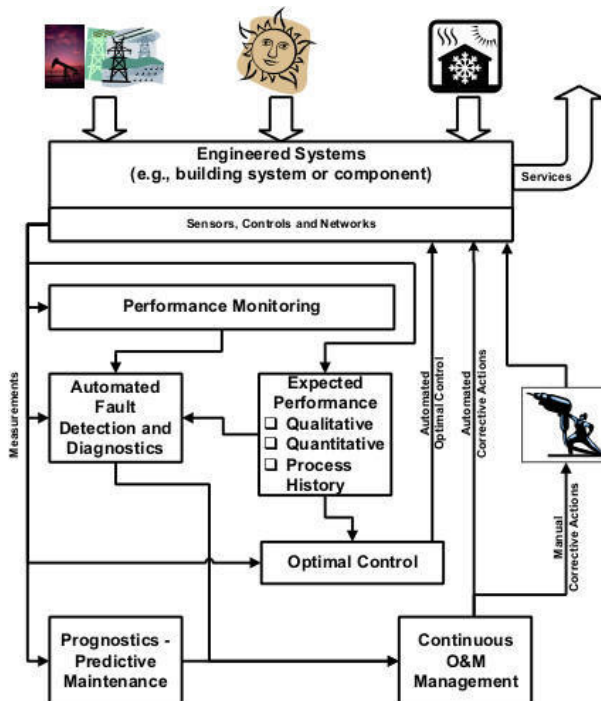 Engineered Systems
(e.g., building system or component)
Services
Sensors, Controls and Networks
Performance Monitoring
Measurements
Automated
Fault
Detection and
Diagnostics
Expected
Performance
❑ Qualitative
❑ Quantitative
❑ Process
History
Automated
Optimal Control
Automated
Corrective Actions
Manual
Corrective Actions
Optimal Control
Prognostics -
Predictive
Maintenance
Continuous
O&M
Management